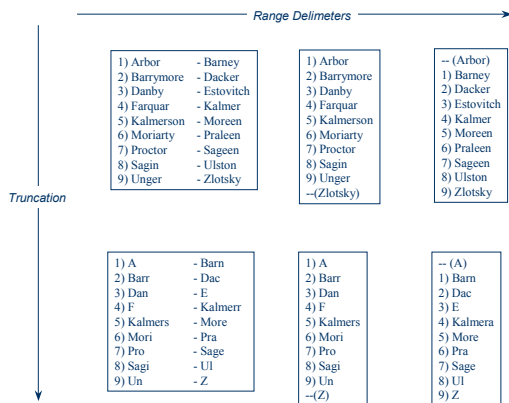 Range Delimeters
Truncation
1) Arbor - Barney
2) Barrymore - Dacker
3) Danby - Estovitch
4) Farquar - Kalmer
5) Kalmerson - Moreen
6) Moriarty - Praleen
7) Proctor - Sageen
8) Sagin - Ulston
9) Unger - Zlotsky
1) Arbor
2) Barrymore
3) Danby
4) Farquar
5) Kalmerson
6) Moriarty
7) Proctor
8) Sagin
9) Unger
--(Zlotsky)
-- (Arbor)
1) Barney
2) Dacker
3) Estovitch
4) Kalmer
5) Moreen
6) Praleen
7) Sageen
8) Ulston
9) Zlotsky
1) A - Barn
2) Barr - Dac
3) Dan - E
4) F - Kalmerr
5) Kalmers - More
6) Mori - Pra
7) Pro - Sage
8) Sagi - Ul
9) Un - Z
1) A
2) Barr
3) Dan
4) F
5) Kalmers
6) Mori
7) Pro
8) Sagi
9) Un
--(Z)
-- (A)
1) Barn
2) Dac
3) E
4) Kalmera
5) More
6) Pra
7) Sage
8) Ul
9) Z